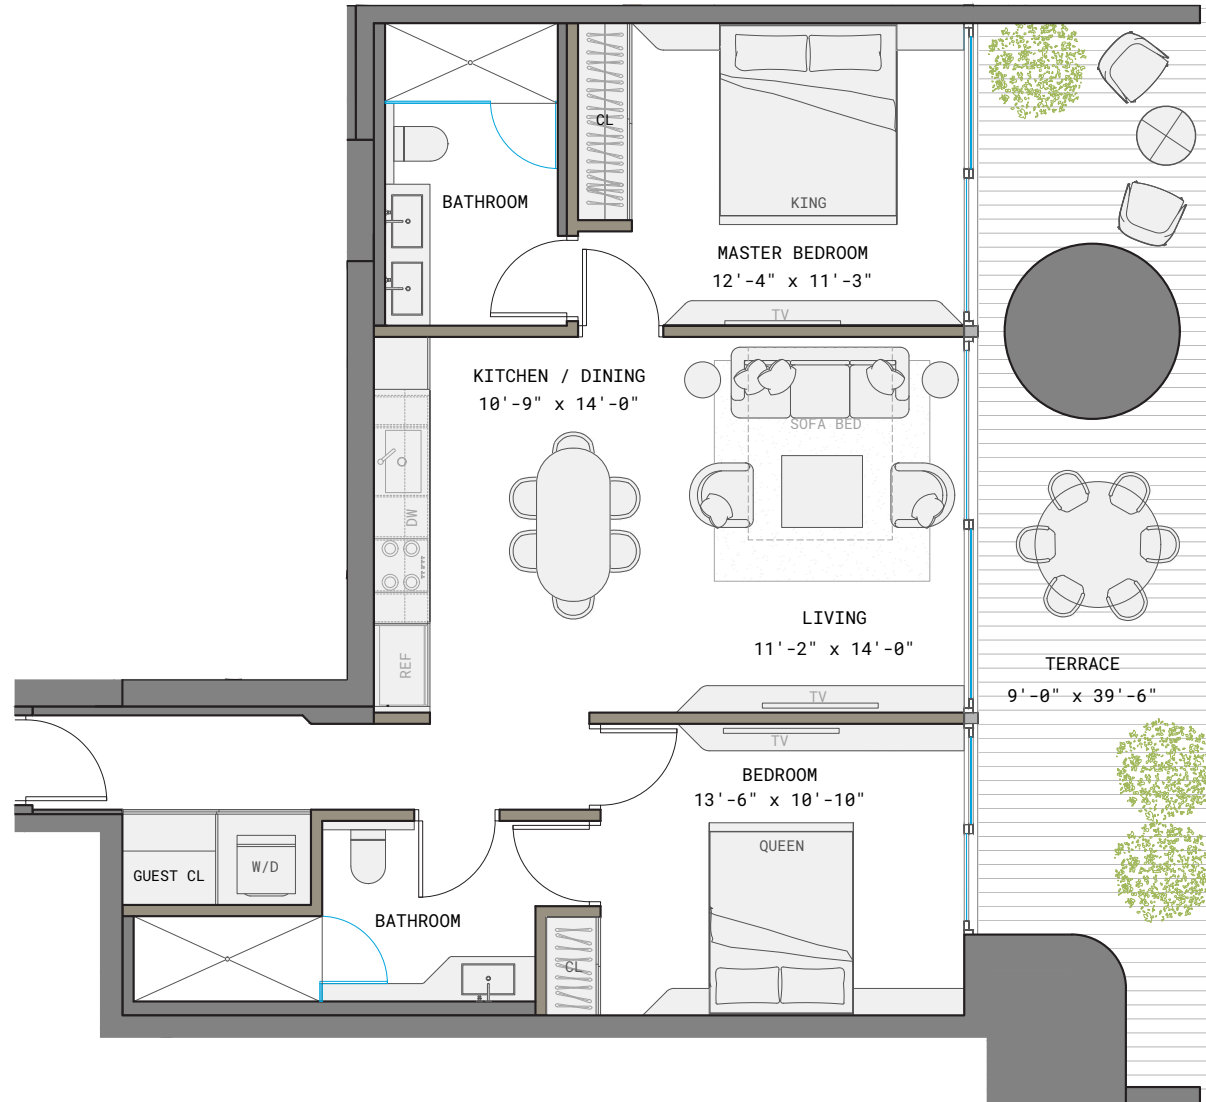 CL
BATHROOM
KING
MASTER BEDROOM
12'-4" x 11'-3"
TV
KITCHEN / DINING
10'-9" x 14'-0"
SOFA BED
DW
LIVING
11'-2" x 14'-0"
REF
TERRACE
9'-0" x 39'-6"
TV
TV
BEDROOM
13'-6" x 10'-10"
QUEEN
W/D
GUEST CL
BATHROOM
CL